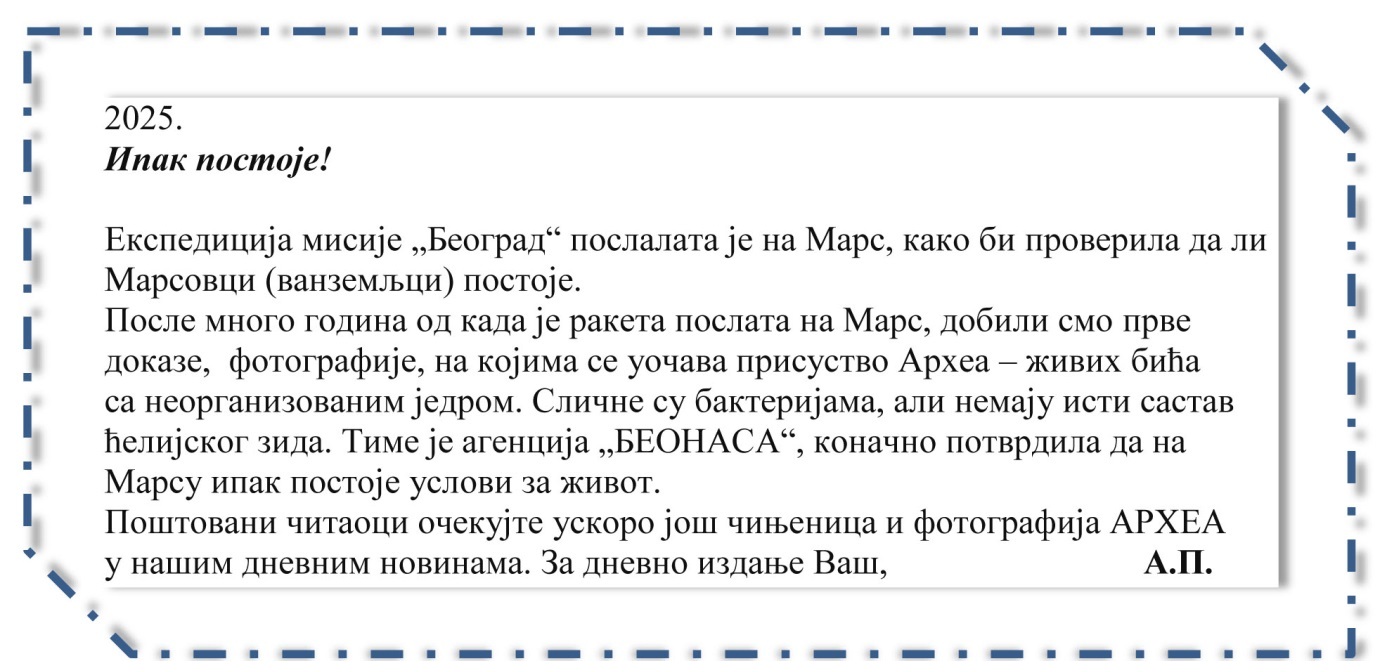 2025.
Ипак постоје!
Експедиција мисије „Београд“ послалата је на Марс, како би проверила да ли
Марсовци (ванземљци) постоје.
После много година од када је ракета послата на Марс, добили смо прве
доказе,  фотографије, на којима се уочава присуство Археа – живих бића
са неорганизованим једром. Сличне су бактеријама, али немају исти састав
ћелијског зида. Тиме је агенција „БЕОНАСА“, коначно потврдила да на
Марсу ипак постоје услови за живот.
Поштовани читаоци очекујте ускоро још чињеница и фотографија АРХЕА
у нашим дневним новинама. За дневно издање Ваш, А.П.